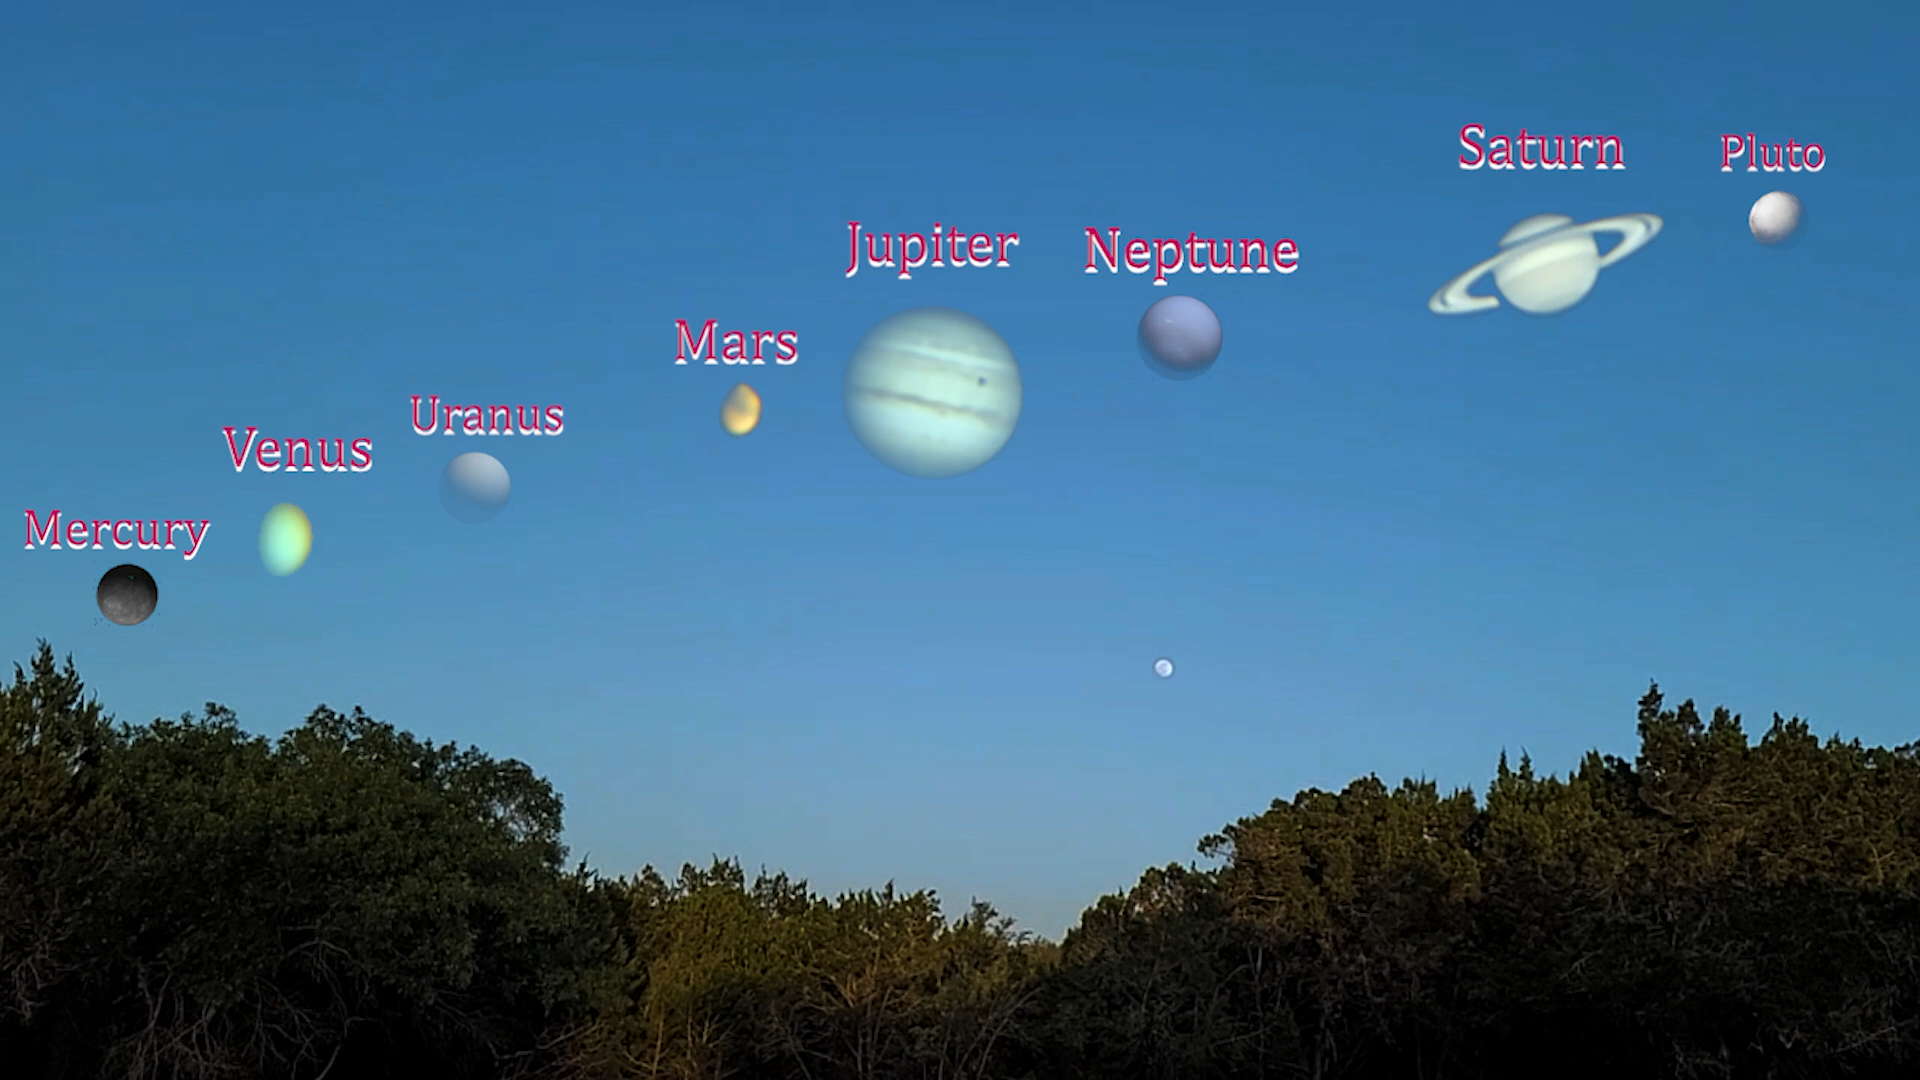 Mercury
Venus
Uranus
Mars
Jupiter
Neptune
Saturn
Pluto